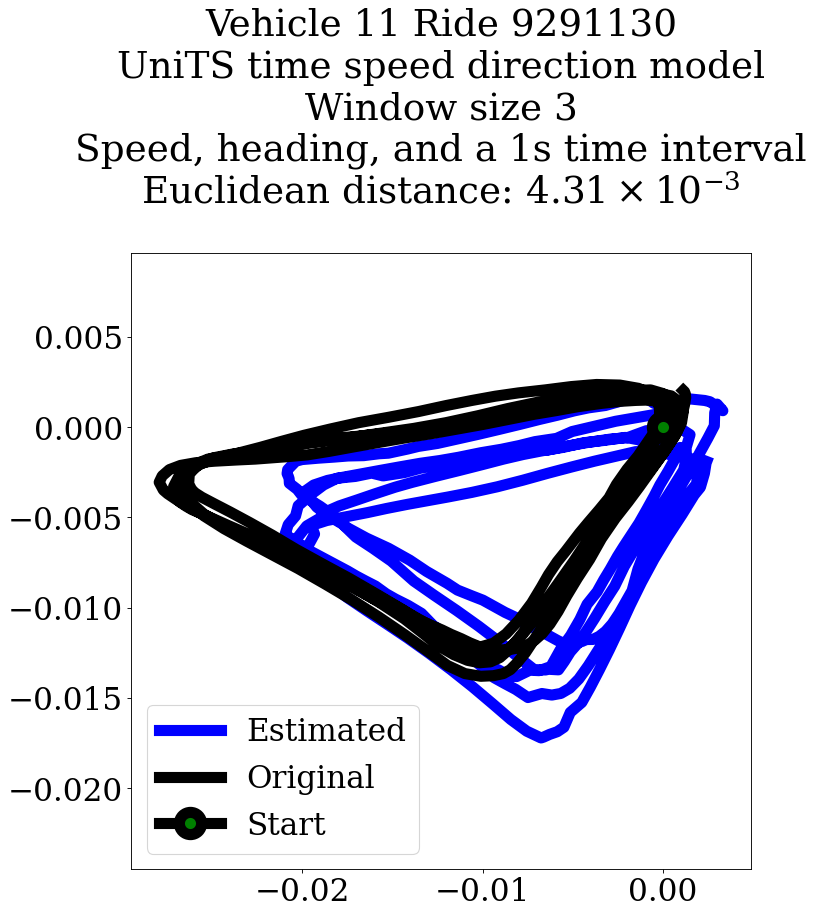 Vehicle 11 Ride 9291130
UniTS time speed direction model
Window size 3
Speed, heading, and a 1s time interval
Euclidean distance: 4.31 × 10⁻³
0.005
0.000
−0.005
−0.010
−0.015
−0.020
Estimated
Original
Start
−0.02 −0.01 0.00